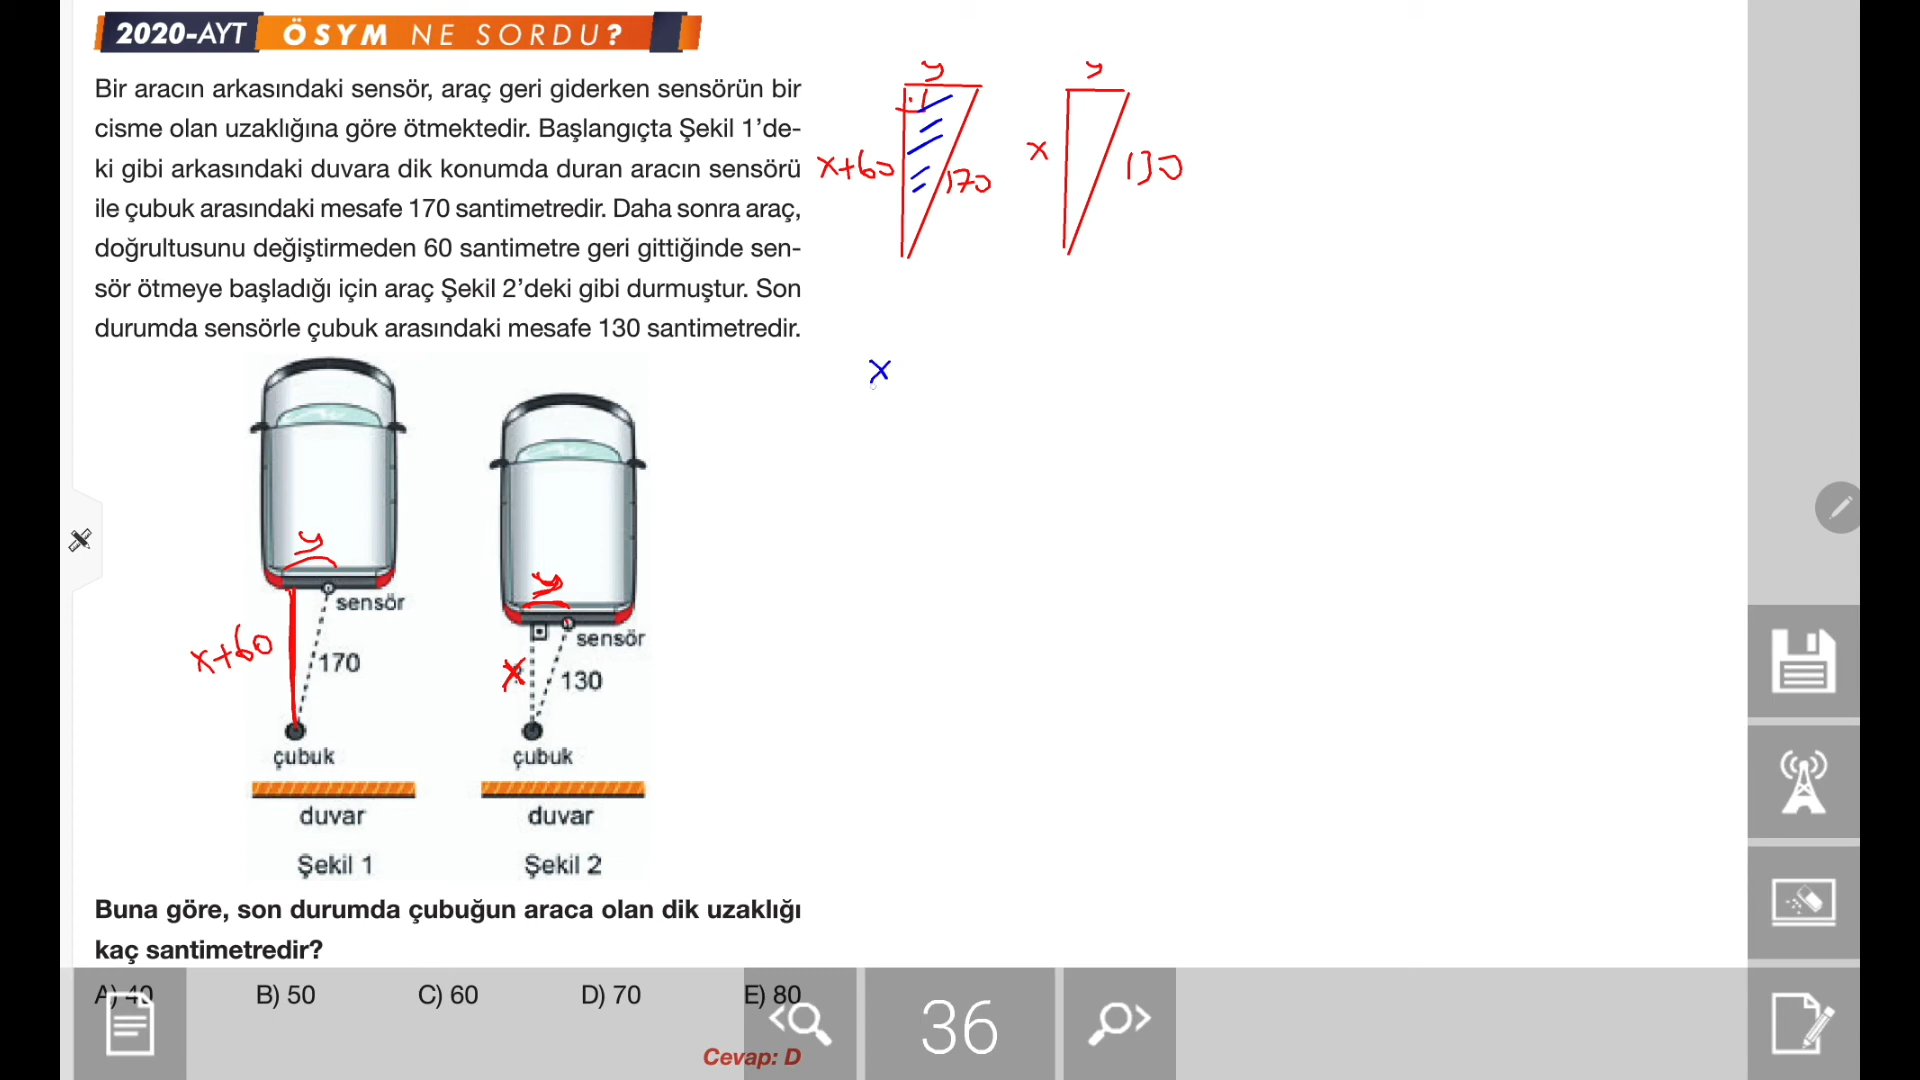 2020-AYT ÖSYM NE SORDU?
Bir aracın arkasındaki sensör, araç geri giderken sensörün bir
cisme olan uzaklığına göre ötmektedir. Başlangıçta Şekil 1'de-
ki gibi arkasındaki duvara dik konumda duran aracın sensörü
ile çubuk arasındaki mesafe 170 santimetredir. Daha sonra araç,
doğrultusunu değiştirmeden 60 santimetre geri gittiğinde sen-
sör ötmeye başladığı için araç Şekil 2'deki gibi durmuştur. Son
durumda sensörle çubuk arasındaki mesafe 130 santimetredir.
y
x+60
170
y
x
130
x
y
sensör
x+60
170
çubuk
duvar
Şekil 1
y
sensör
x
130
çubuk
duvar
Şekil 2
Buna göre, son durumda çubuğun araca olan dik uzaklığı
kaç santimetredir?
A) 40 B) 50 C) 60 D) 70 E) 80
Cevap: D
36